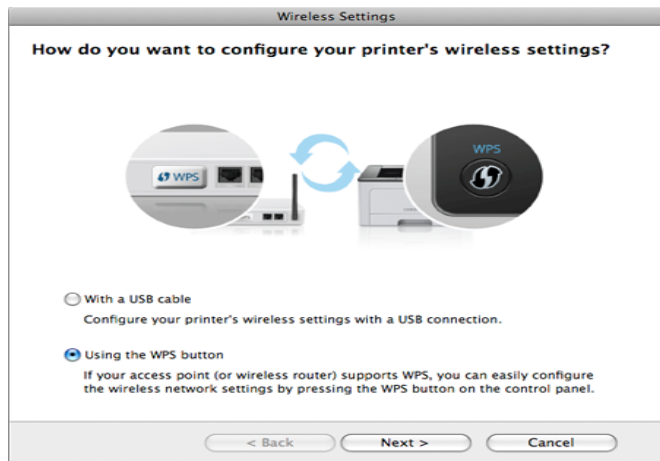 Wireless Settings
How do you want to configure your printer's wireless settings?
WPS
WPS
With a USB cable
Configure your printer's wireless settings with a USB connection.
Using the WPS button
If your access point (or wireless router) supports WPS, you can easily configure
the wireless network settings by pressing the WPS button on the control panel.
< Back
Next >
Cancel